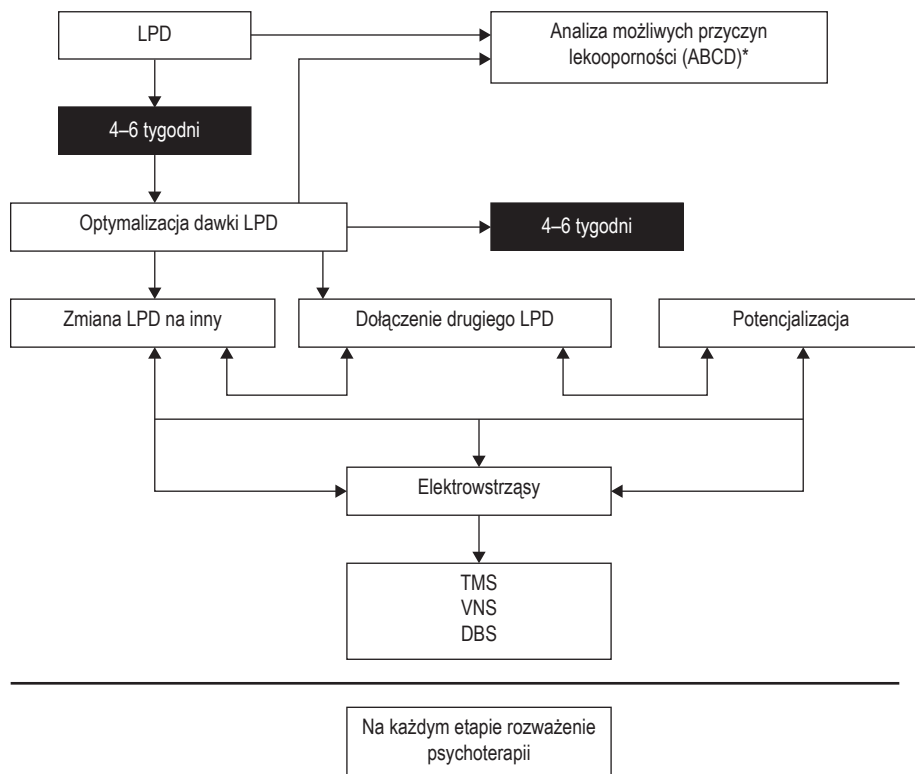 LPD
Analiza możliwych przyczyn
lekooporności (ABCD)*
4–6 tygodni
Optymalizacja dawki LPD
4–6 tygodni
Zmiana LPD na inny
Dołączenie drugiego LPD
Potencjalizacja
Elektrowstrząsy
TMS
VNS
DBS
Na każdym etapie rozważenie
psychoterapii